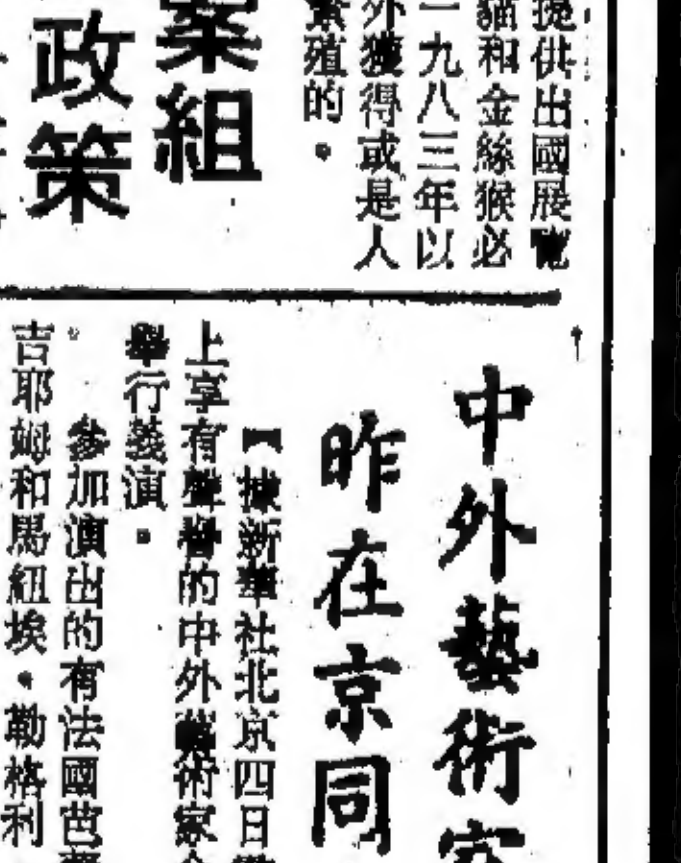 提供出國展覽
貓和金絲猴必
一九八三年以
外獲得或是人
繁殖的。
案組
政策
中外藝術家
昨在京同
【據新華社北京四日
上享有聲譽的中外藝術家
舉行義演。
參加演出的有法國芭
吉耶姆和馬紐埃·勒格利